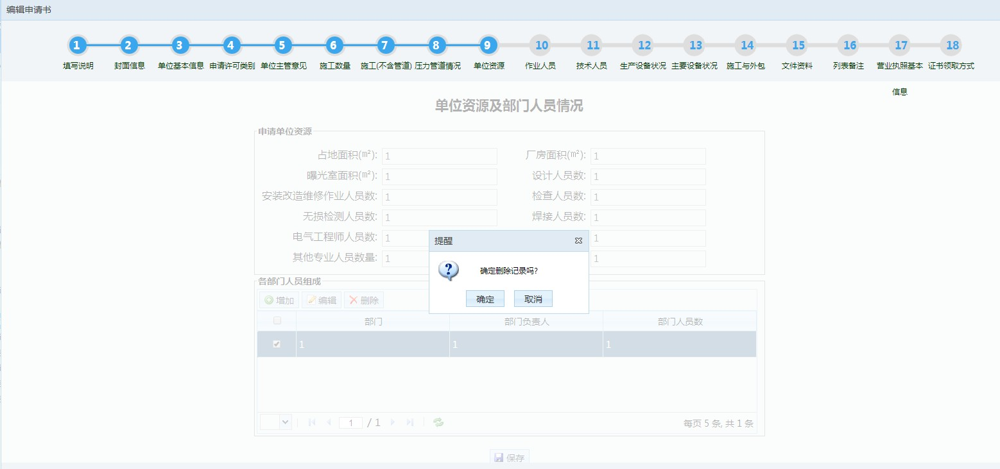 编辑申请书
1 2 3 4 5 6 7 8 9 10 11 12 13 14 15 16 17 18
填写说明 封面信息 单位基本信息 申请许可类别 单位主管意见 施工数量 施工(不含管道) 压力管道情况 单位资源 作业人员 技术人员 生产设备状况 主要设备状况 施工与外包 文件资料 列表备注 营业执照基本 证书领取方式
信息
单位资源及部门人员情况
申请单位资源
占地面积(㎡): 1 厂房面积(㎡): 1
曝光室面积(㎡): 1 设计人员数: 1
安装改造维修作业人员数: 1 检查人员数: 1
无损检测人员数: 1 焊接人员数: 1
电气工程师人员数: 1 1
其他专业人员数量: 1 1
提醒
确定删除记录吗?
确定 取消
各部门人员组成
增加 编辑 删除
部门 部门负责人 部门人员数
1 1 1
1 / 1 每页 5 条, 共 1 条
保存